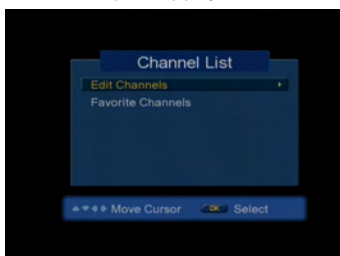 Channel List
Edit Channels
Favorite Channels
Move Cursor OK Select